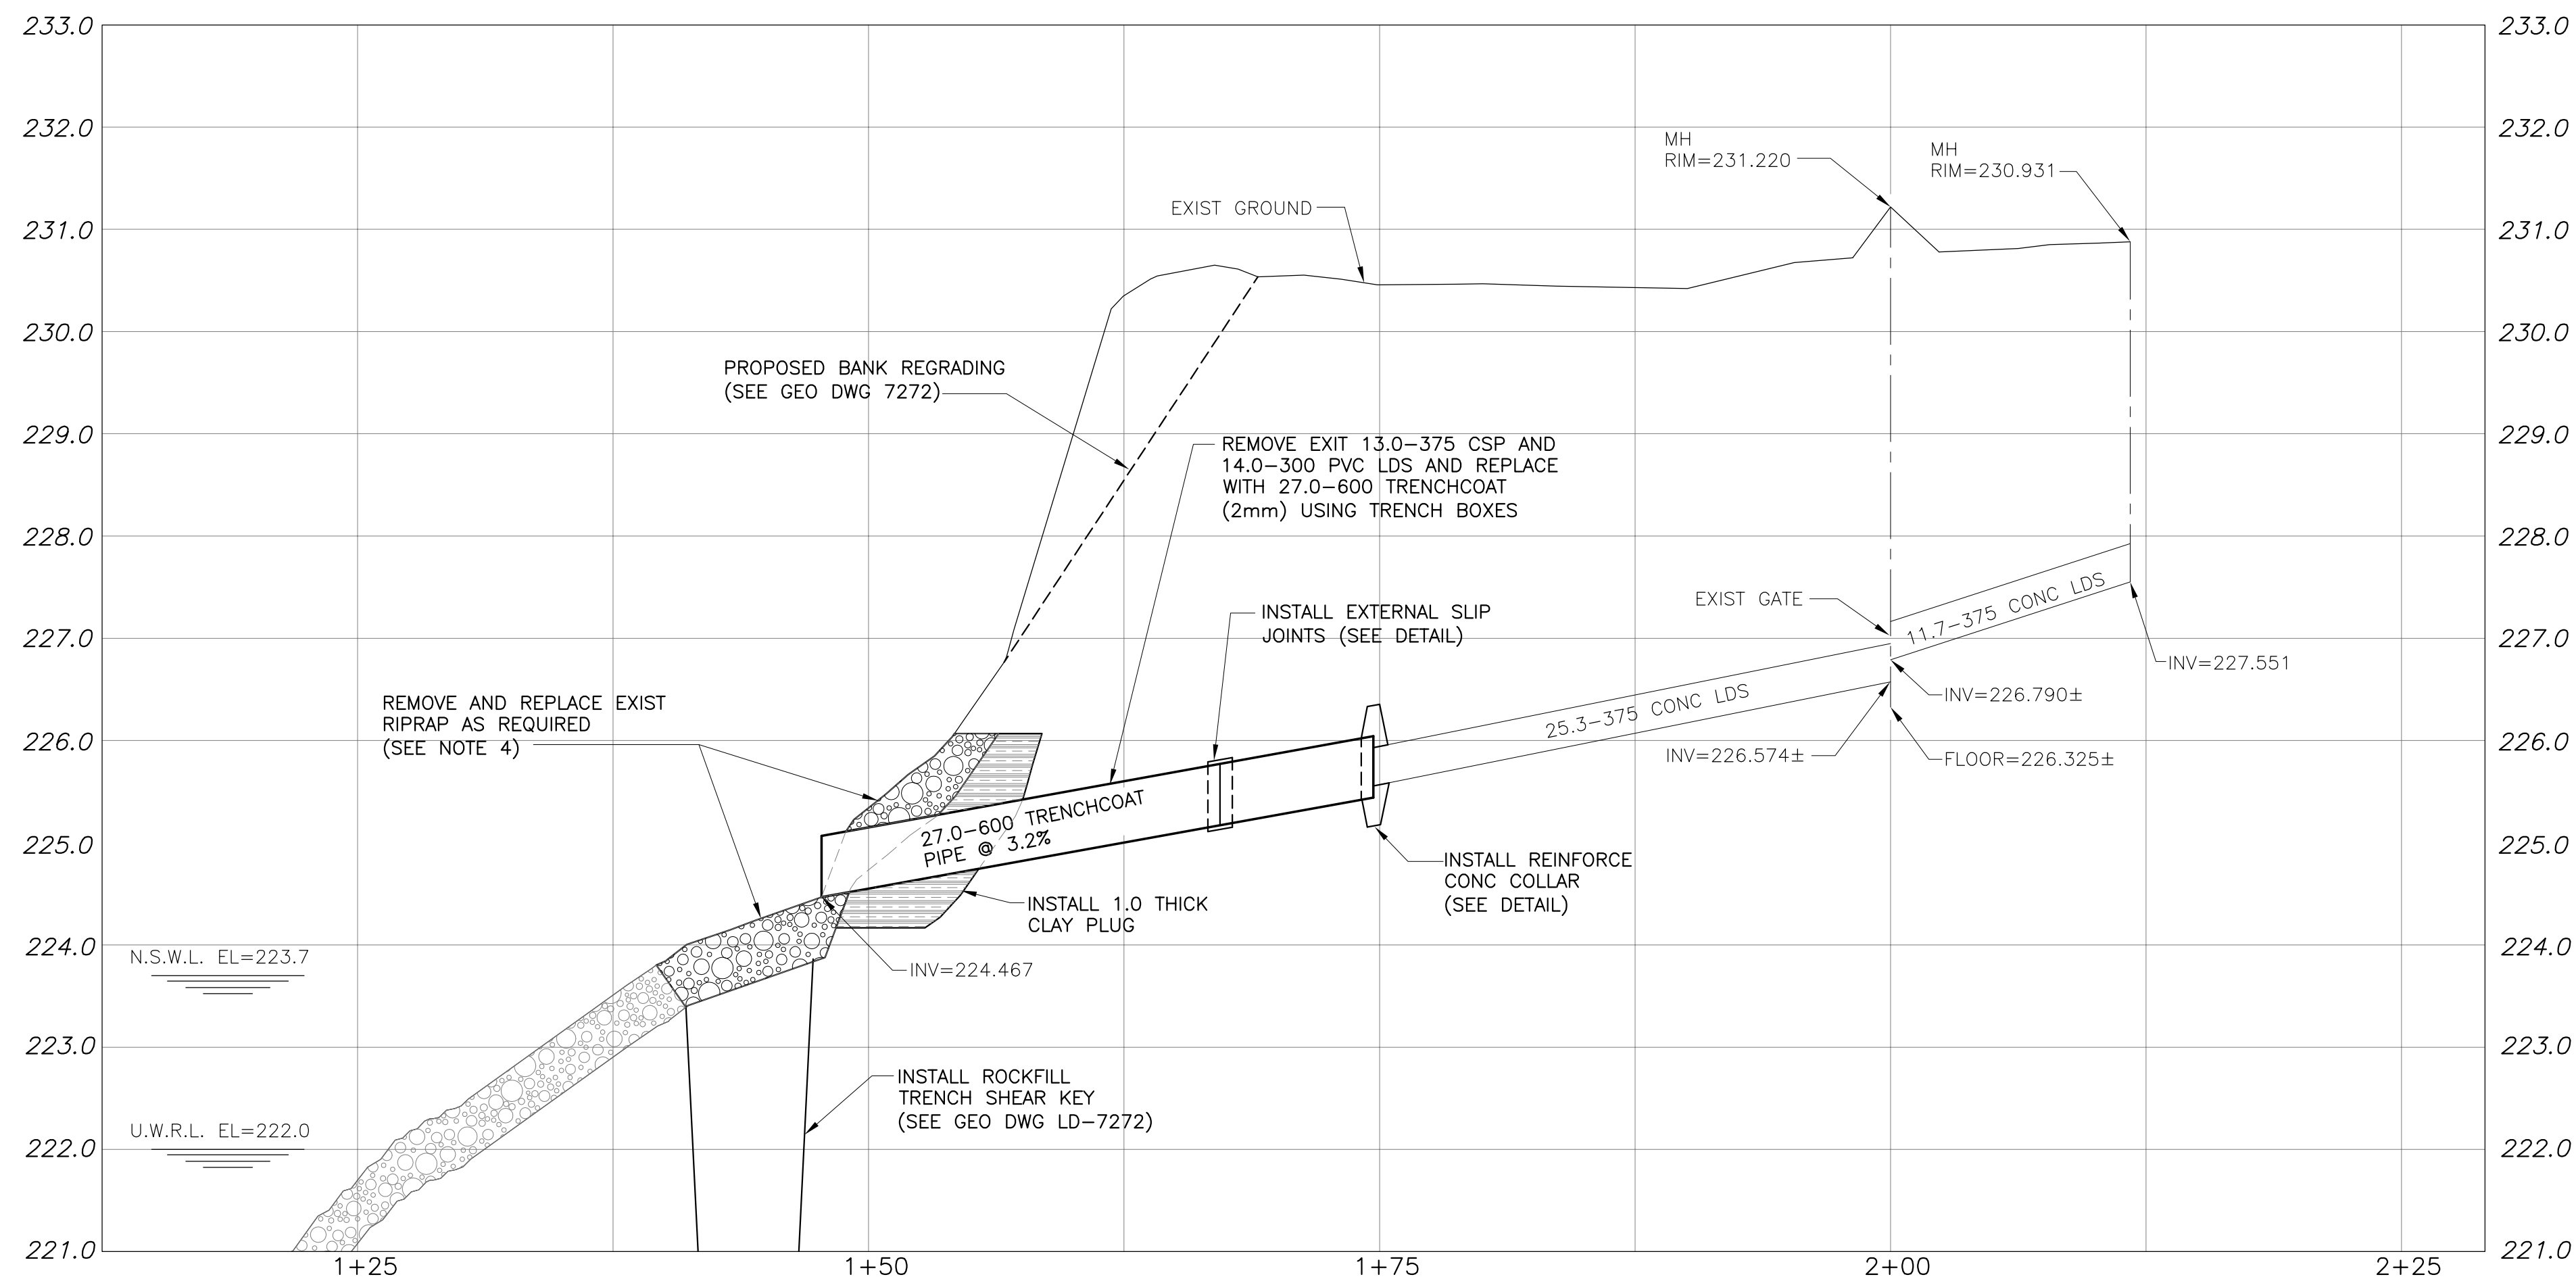 233.0
233.0
232.0
232.0
MH
RIM=231.220
MH
RIM=230.931
EXIST GROUND
231.0
231.0
230.0
230.0
PROPOSED BANK REGRADING
(SEE GEO DWG 7272)
229.0
229.0
REMOVE EXIT 13.0-375 CSP AND
14.0-300 PVC LDS AND REPLACE
WITH 27.0-600 TRENCHCOAT
(2mm) USING TRENCH BOXES
228.0
228.0
EXIST GATE
11.7-375 CONC LDS
INSTALL EXTERNAL SLIP
JOINTS (SEE DETAIL)
227.0
227.0
INV=227.551
INV=226.790±
REMOVE AND REPLACE EXIST
RIPRAP AS REQUIRED
(SEE NOTE 4)
25.3-375 CONC LDS
226.0
226.0
INV=226.574±
FLOOR=226.325±
27.0-600 TRENCHCOAT
PIPE @ 3.2%
225.0
225.0
INSTALL REINFORCE
CONC COLLAR
(SEE DETAIL)
INSTALL 1.0 THICK
CLAY PLUG
224.0
224.0
N.S.W.L. EL=223.7
INV=224.467
223.0
223.0
INSTALL ROCKFILL
TRENCH SHEAR KEY
(SEE GEO DWG LD-7272)
U.W.R.L. EL=222.0
222.0
222.0
221.0
221.0
1+25
1+50
1+75
2+00
2+25